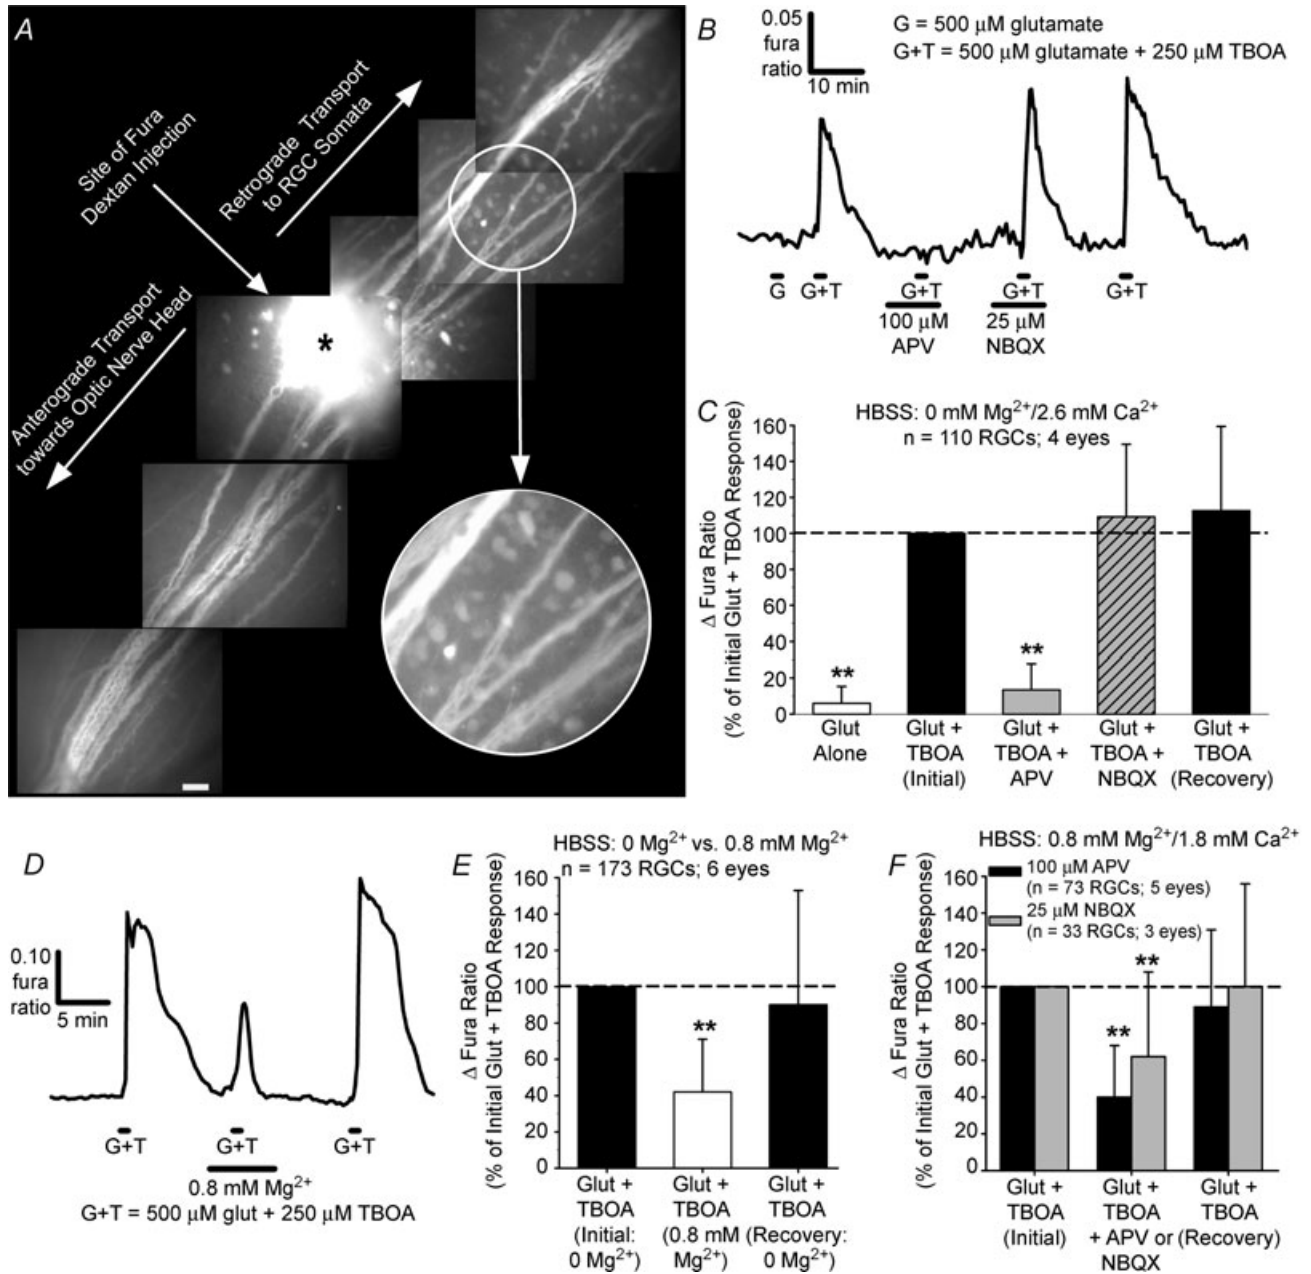 A
Site of Fura
Dextan Injection
Retrograde Transport
to RGC Somata
Anterograde Transport
towards Optic Nerve Head
*
B
0.05
fura
ratio
10 min
G = 500 μM glutamate
G+T = 500 μM glutamate + 250 μM TBOA
G G+T G+T G+T G+T
100 μM 25 μM
APV NBQX
C
HBSS: 0 mM Mg²⁺/2.6 mM Ca²⁺
n = 110 RGCs; 4 eyes
Δ Fura Ratio
(% of Initial Glut + TBOA Response)
160
140
120
100
80
60
40
20
0
** **
Glut Glut + Glut + Glut + Glut +
Alone TBOA TBOA + TBOA + TBOA
(Initial) APV NBQX (Recovery)
D
0.10
fura
ratio
5 min
G+T G+T G+T
0.8 mM Mg²⁺
G+T = 500 μM glut + 250 μM TBOA
E
HBSS: 0 Mg²⁺ vs. 0.8 mM Mg²⁺
n = 173 RGCs; 6 eyes
Δ Fura Ratio
(% of Initial Glut + TBOA Response)
160
140
120
100
80
60
40
20
0
**
Glut + Glut + Glut +
TBOA TBOA TBOA
(Initial: (0.8 mM (Recovery:
0 Mg²⁺) Mg²⁺) 0 Mg²⁺)
F
HBSS: 0.8 mM Mg²⁺/1.8 mM Ca²⁺
100 μM APV
(n = 73 RGCs; 5 eyes)
25 μM NBQX
(n = 33 RGCs; 3 eyes)
Δ Fura Ratio
(% of Initial Glut + TBOA Response)
160
140
120
100
80
60
40
20
0
** **
Glut + Glut + Glut +
TBOA TBOA TBOA
(Initial) + APV or (Recovery)
NBQX